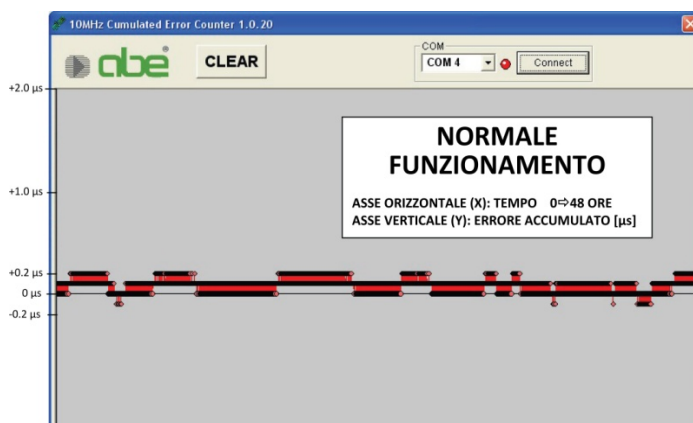 10MHz Cumulated Error Counter 1.0.20
abe®
CLEAR
COM
COM 4
Connect
+2.0 µs
+1.0 µs
+0.2 µs
0 µs
-0.2 µs
NORMALE
FUNZIONAMENTO
ASSE ORIZZONTALE (X): TEMPO 0⇨48 ORE
ASSE VERTICALE (Y): ERRORE ACCUMULATO [µs]